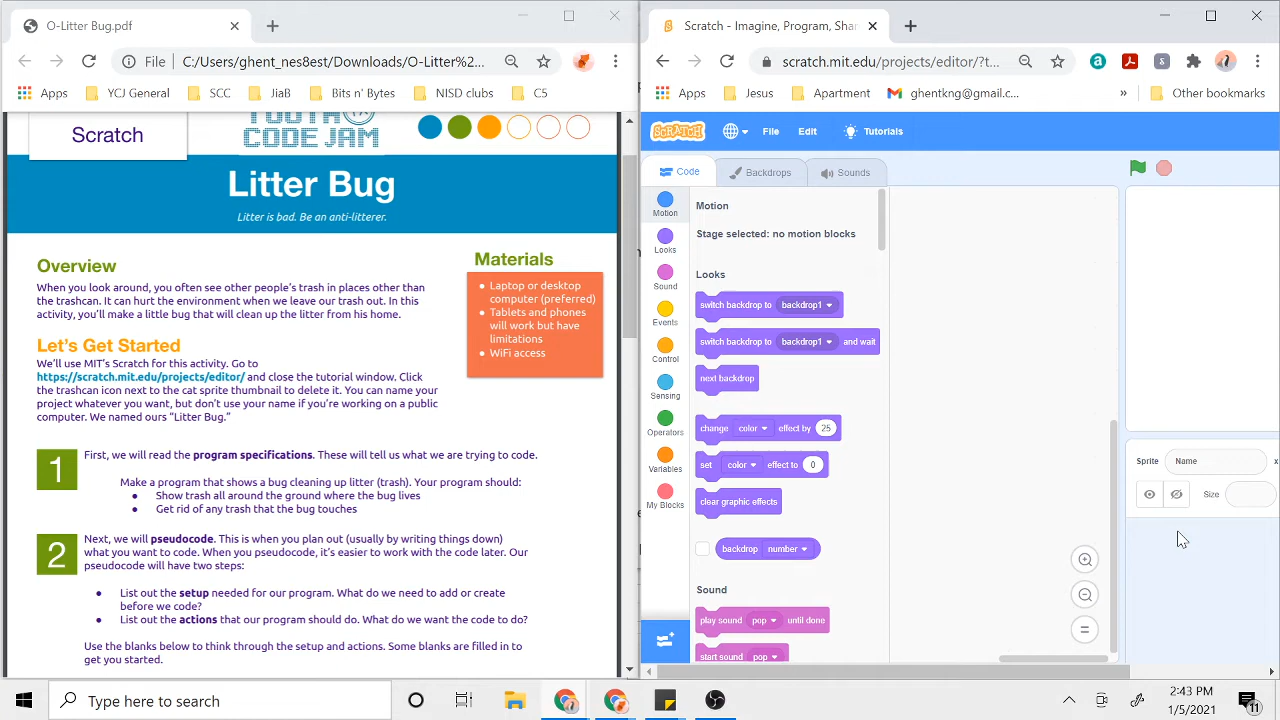 O-Litter Bug.pdf
File
C:/Users/ghent_nes8est/Downloads/O-Litter%2...
Apps
YCJ General
SCC
JiaB
Bits n' Bytes
NISD clubs
C5
Scratch
YOUTH
CODE JAM
Litter Bug
Litter is bad. Be an anti-litterer.
Overview
When you look around, you often see other people's trash in places other than
the trashcan. It can hurt the environment when we leave our trash out. In this
activity, you'll make a little bug that will clean up the litter from his home.
Let's Get Started
We'll use MIT's Scratch for this activity. Go to
https://scratch.mit.edu/projects/editor/ and close the tutorial window. Click
the trashcan icon next to the cat sprite thumbnail to delete it. You can name your
project whatever you want, but don't use your name if you're working on a public
computer. We named ours "Litter Bug."
Materials
● Laptop or desktop
computer (preferred)
● Tablets and phones
will work but have
limitations
● WiFi access
1
First, we will read the program specifications. These will tell us what we are trying to code.
Make a program that shows a bug cleaning up litter (trash). Your program should:
● Show trash all around the ground where the bug lives
● Get rid of any trash that the bug touches
2
Next, we will pseudocode. This is when you plan out (usually by writing things down)
what you want to code. When you pseudocode, it's easier to work with the code later. Our
pseudocode will have two steps:
● List out the setup needed for our program. What do we need to add or create
before we code?
● List out the actions that our program should do. What do we want the code to do?
Use the blanks below to think through the setup and actions. Some blanks are filled in to
get you started.
Scratch - Imagine, Program, Shar
scratch.mit.edu/projects/editor/?t...
Apps
Jesus
Apartment
ghentkng@gmail.c...
»
Other bookmarks
SCRATCH
File
Edit
Tutorials
Code
Backdrops
Sounds
Motion
Looks
Sound
Events
Control
Sensing
Operators
Variables
My Blocks
Motion
Stage selected: no motion blocks
Looks
switch backdrop to backdrop1
switch backdrop to backdrop1 and wait
next backdrop
change color effect by 25
set color effect to 0
clear graphic effects
backdrop number
Sound
play sound pop until done
start sound pop
Sprite
Name
x
Size
Type here to search
2:43 PM
1/5/2021
11